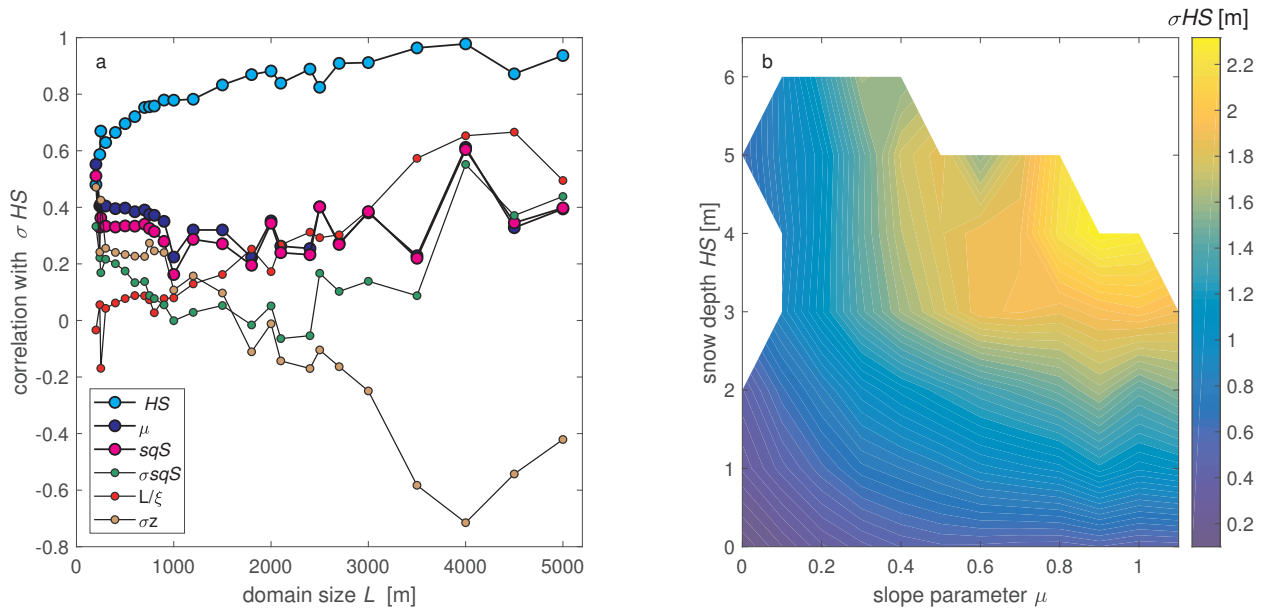 a
1
0.8
0.6
0.4
0.2
0
-0.2
-0.4
-0.6
-0.8
correlation with σ HS
0 1000 2000 3000 4000 5000
domain size L [m]
HS
μ
sqS
σsqS
L/ξ
σz
b
6
5
4
3
2
1
0
snow depth HS [m]
0 0.2 0.4 0.6 0.8 1
slope parameter μ
σHS [m]
2.2
2
1.8
1.6
1.4
1.2
1
0.8
0.6
0.4
0.2